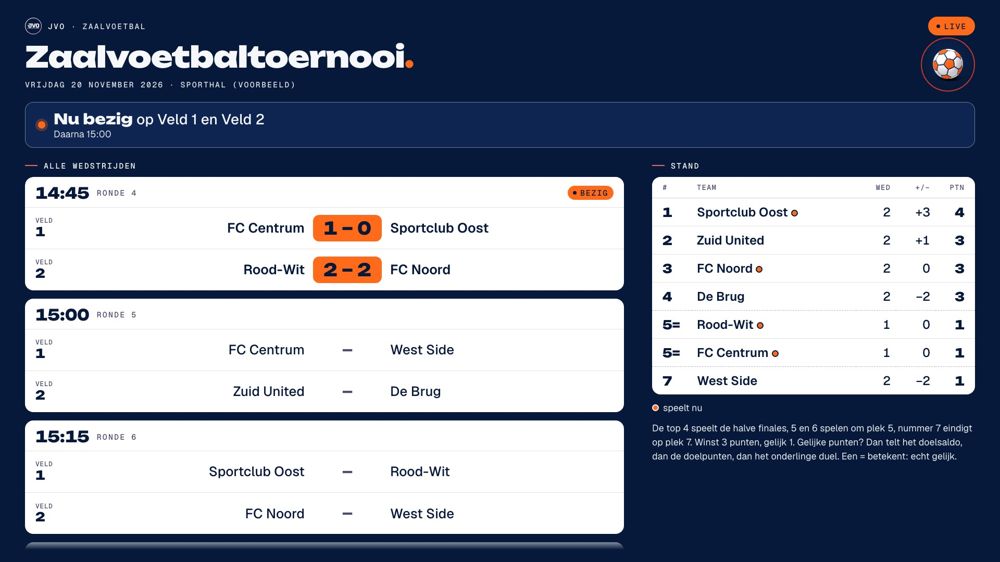 JVO JVO · ZAALVOETBAL
LIVE
Zaalvoetbaltoernooi.
VRIJDAG 20 NOVEMBER 2026 · SPORTHAL (VOORBEELD)
Nu bezig op Veld 1 en Veld 2
Daarna 15:00
ALLE WEDSTRIJDEN
14:45 RONDE 4 BEZIG
VELD 1 FC Centrum 1 – 0 Sportclub Oost
VELD 2 Rood-Wit 2 – 2 FC Noord
15:00 RONDE 5
VELD 1 FC Centrum – West Side
VELD 2 Zuid United – De Brug
15:15 RONDE 6
VELD 1 Sportclub Oost – Rood-Wit
VELD 2 FC Noord – West Side
STAND
# TEAM WED +/− PTN
1 Sportclub Oost 2 +3 4
2 Zuid United 2 +1 3
3 FC Noord 2 0 3
4 De Brug 2 −2 3
5= Rood-Wit 1 0 1
5= FC Centrum 1 0 1
7 West Side 2 −2 1
speelt nu
De top 4 speelt de halve finales, 5 en 6 spelen om plek 5, nummer 7 eindigt
op plek 7. Winst 3 punten, gelijk 1. Gelijke punten? Dan telt het doelsaldo,
dan de doelpunten, dan het onderlinge duel. Een = betekent: echt gelijk.